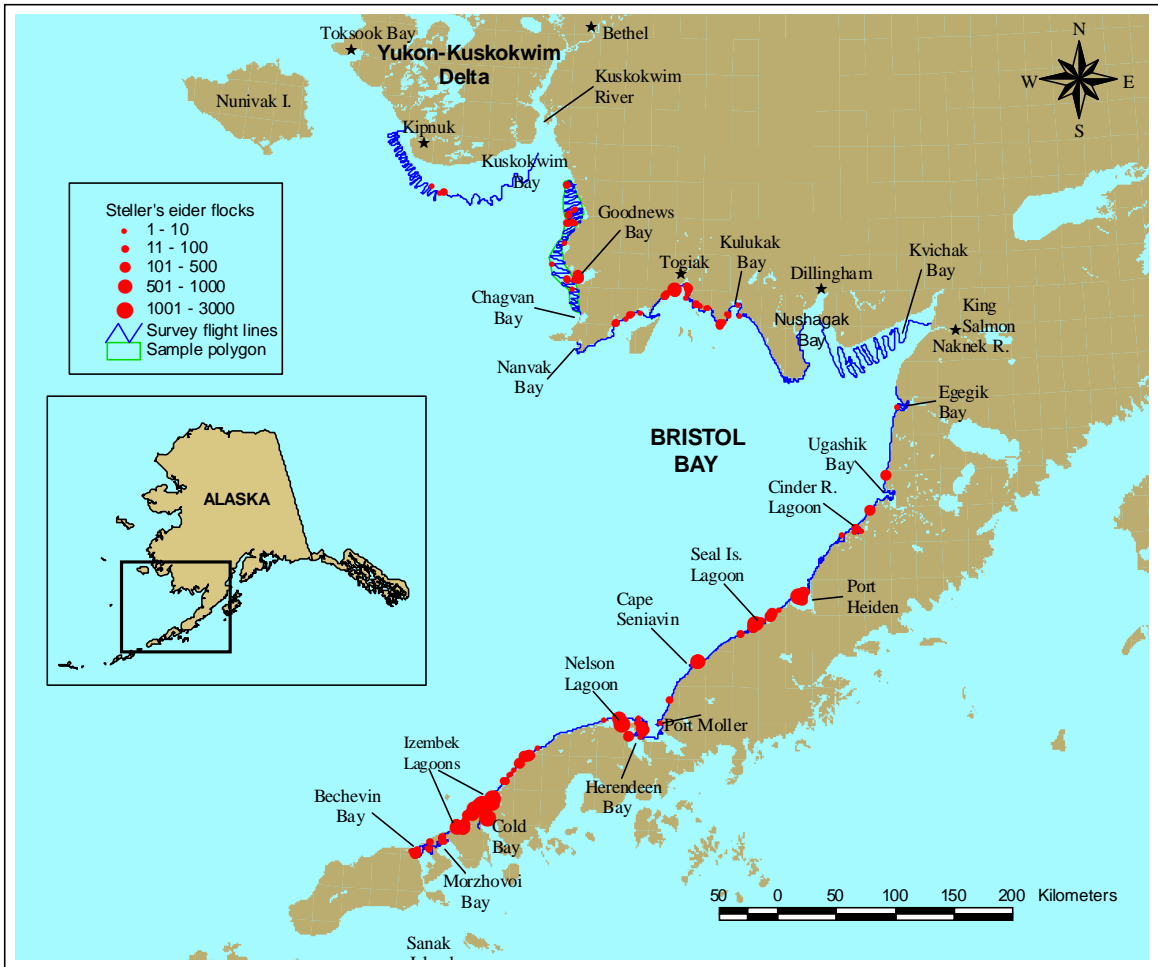 Toksook Bay
Bethel
Yukon-Kuskokwim
Delta
Kuskokwim
River
Nunivak I.
Kipnuk
Kuskokwim
Bay
N
W
E
S
Steller's eider flocks
1 - 10
11 - 100
101 - 500
501 - 1000
1001 - 3000
Survey flight lines
Sample polygon
Goodnews
Bay
Togiak
Kulukak
Bay
Dillingham
Kvichak
Bay
Chagvan
Bay
Nushagak
Bay
King
Salmon
Naknek R.
Nanvak
Bay
Egegik
Bay
BRISTOL
BAY
Ugashik
Bay
Cinder R.
Lagoon
ALASKA
Seal Is.
Lagoon
Port
Heiden
Cape
Seniavin
Nelson
Lagoon
Port Moller
Izembek
Lagoons
Herendeen
Bay
Bechevin
Bay
Cold
Bay
Morzhovoi
Bay
50 0 50 100 150 200 Kilometers
Sanak